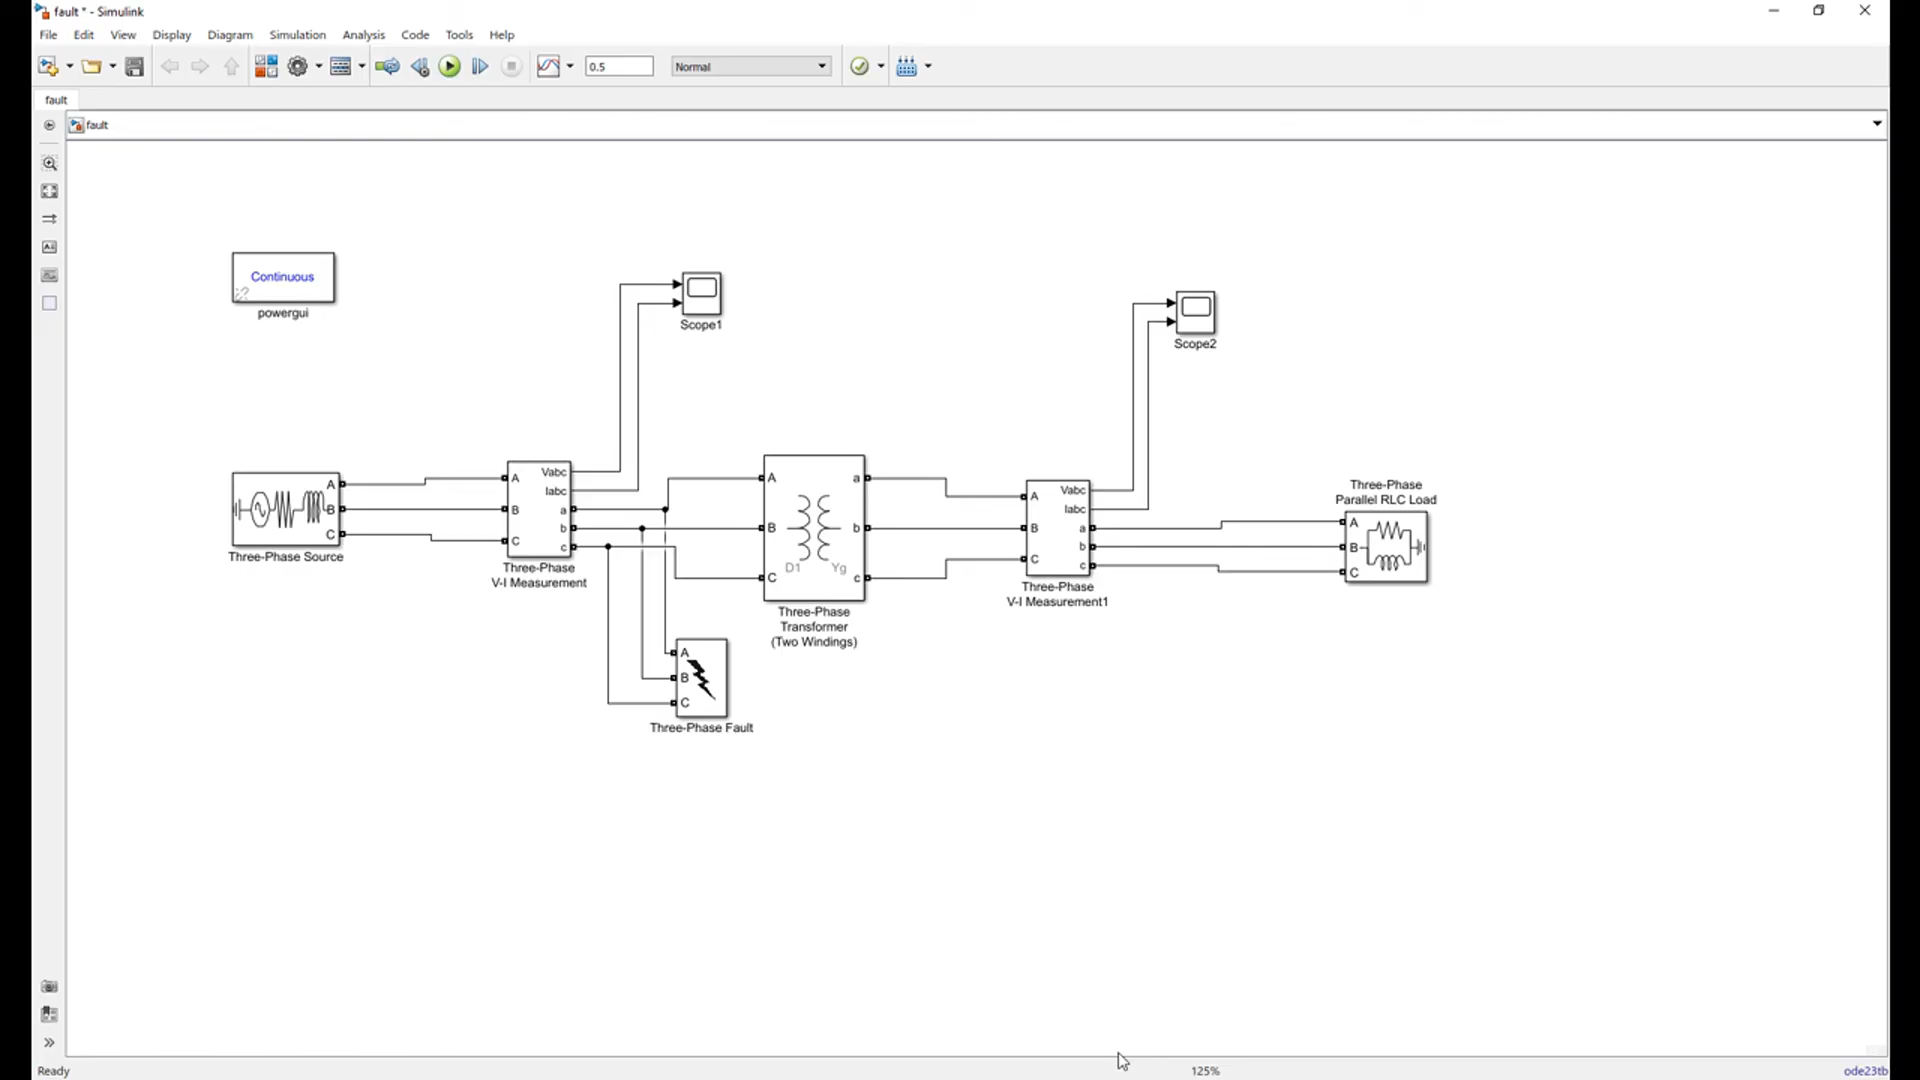 fault * - Simulink
File Edit View Display Diagram Simulation Analysis Code Tools Help
0.5 Normal
fault
fault
Continuous
powergui
Scope1
Scope2
A
B
C
Three-Phase Source
A
B
C
Vabc
Iabc
a
b
c
Three-Phase
V-I Measurement
A
B
C
a
b
c
D1 Yg
Three-Phase
Transformer
(Two Windings)
A
B
C
Three-Phase Fault
A
B
C
Vabc
Iabc
a
b
c
Three-Phase
V-I Measurement1
Three-Phase
Parallel RLC Load
A
B
C
Ready 125% ode23tb